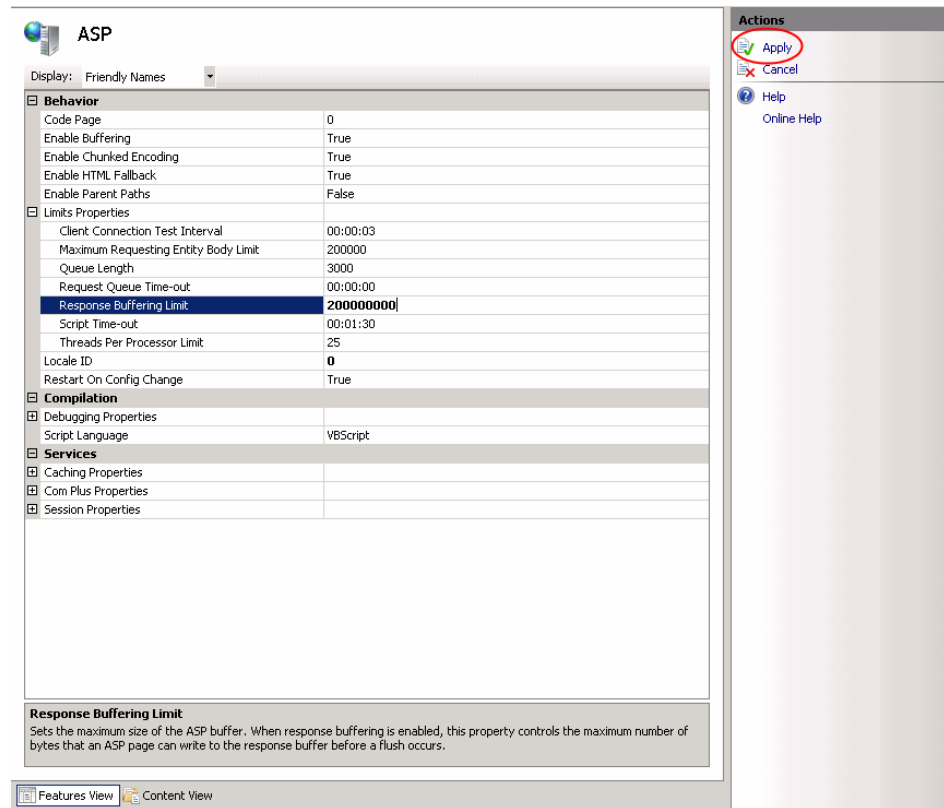 ASP
Display: Friendly Names
Behavior
Code Page 0
Enable Buffering True
Enable Chunked Encoding True
Enable HTML Fallback True
Enable Parent Paths False
Limits Properties
Client Connection Test Interval 00:00:03
Maximum Requesting Entity Body Limit 200000
Queue Length 3000
Request Queue Time-out 00:00:00
Response Buffering Limit 200000000
Script Time-out 00:01:30
Threads Per Processor Limit 25
Locale ID 0
Restart On Config Change True
Compilation
Debugging Properties
Script Language VBScript
Services
Caching Properties
Com Plus Properties
Session Properties
Response Buffering Limit
Sets the maximum size of the ASP buffer. When response buffering is enabled, this property controls the maximum number of
bytes that an ASP page can write to the response buffer before a flush occurs.
Features View Content View
Actions
Apply
Cancel
Help
Online Help